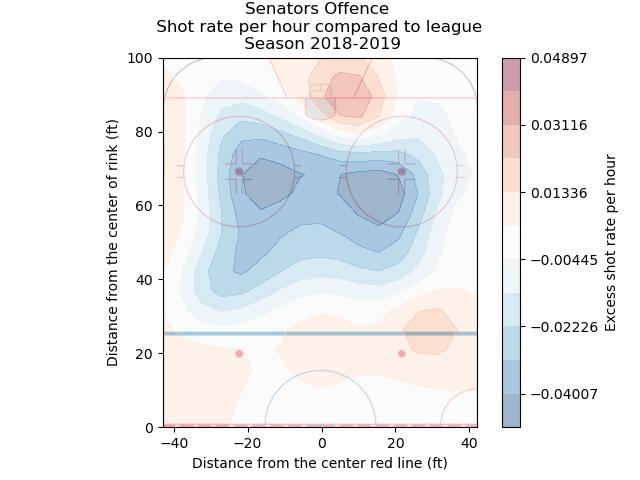 Senators Offence
Shot rate per hour compared to league
Season 2018-2019
100
80
60
40
20
0
Distance from the center of rink (ft)
−40
−20
0
20
40
Distance from the center red line (ft)
0.04897
0.03116
0.01336
−0.00445
−0.02226
−0.04007
Excess shot rate per hour